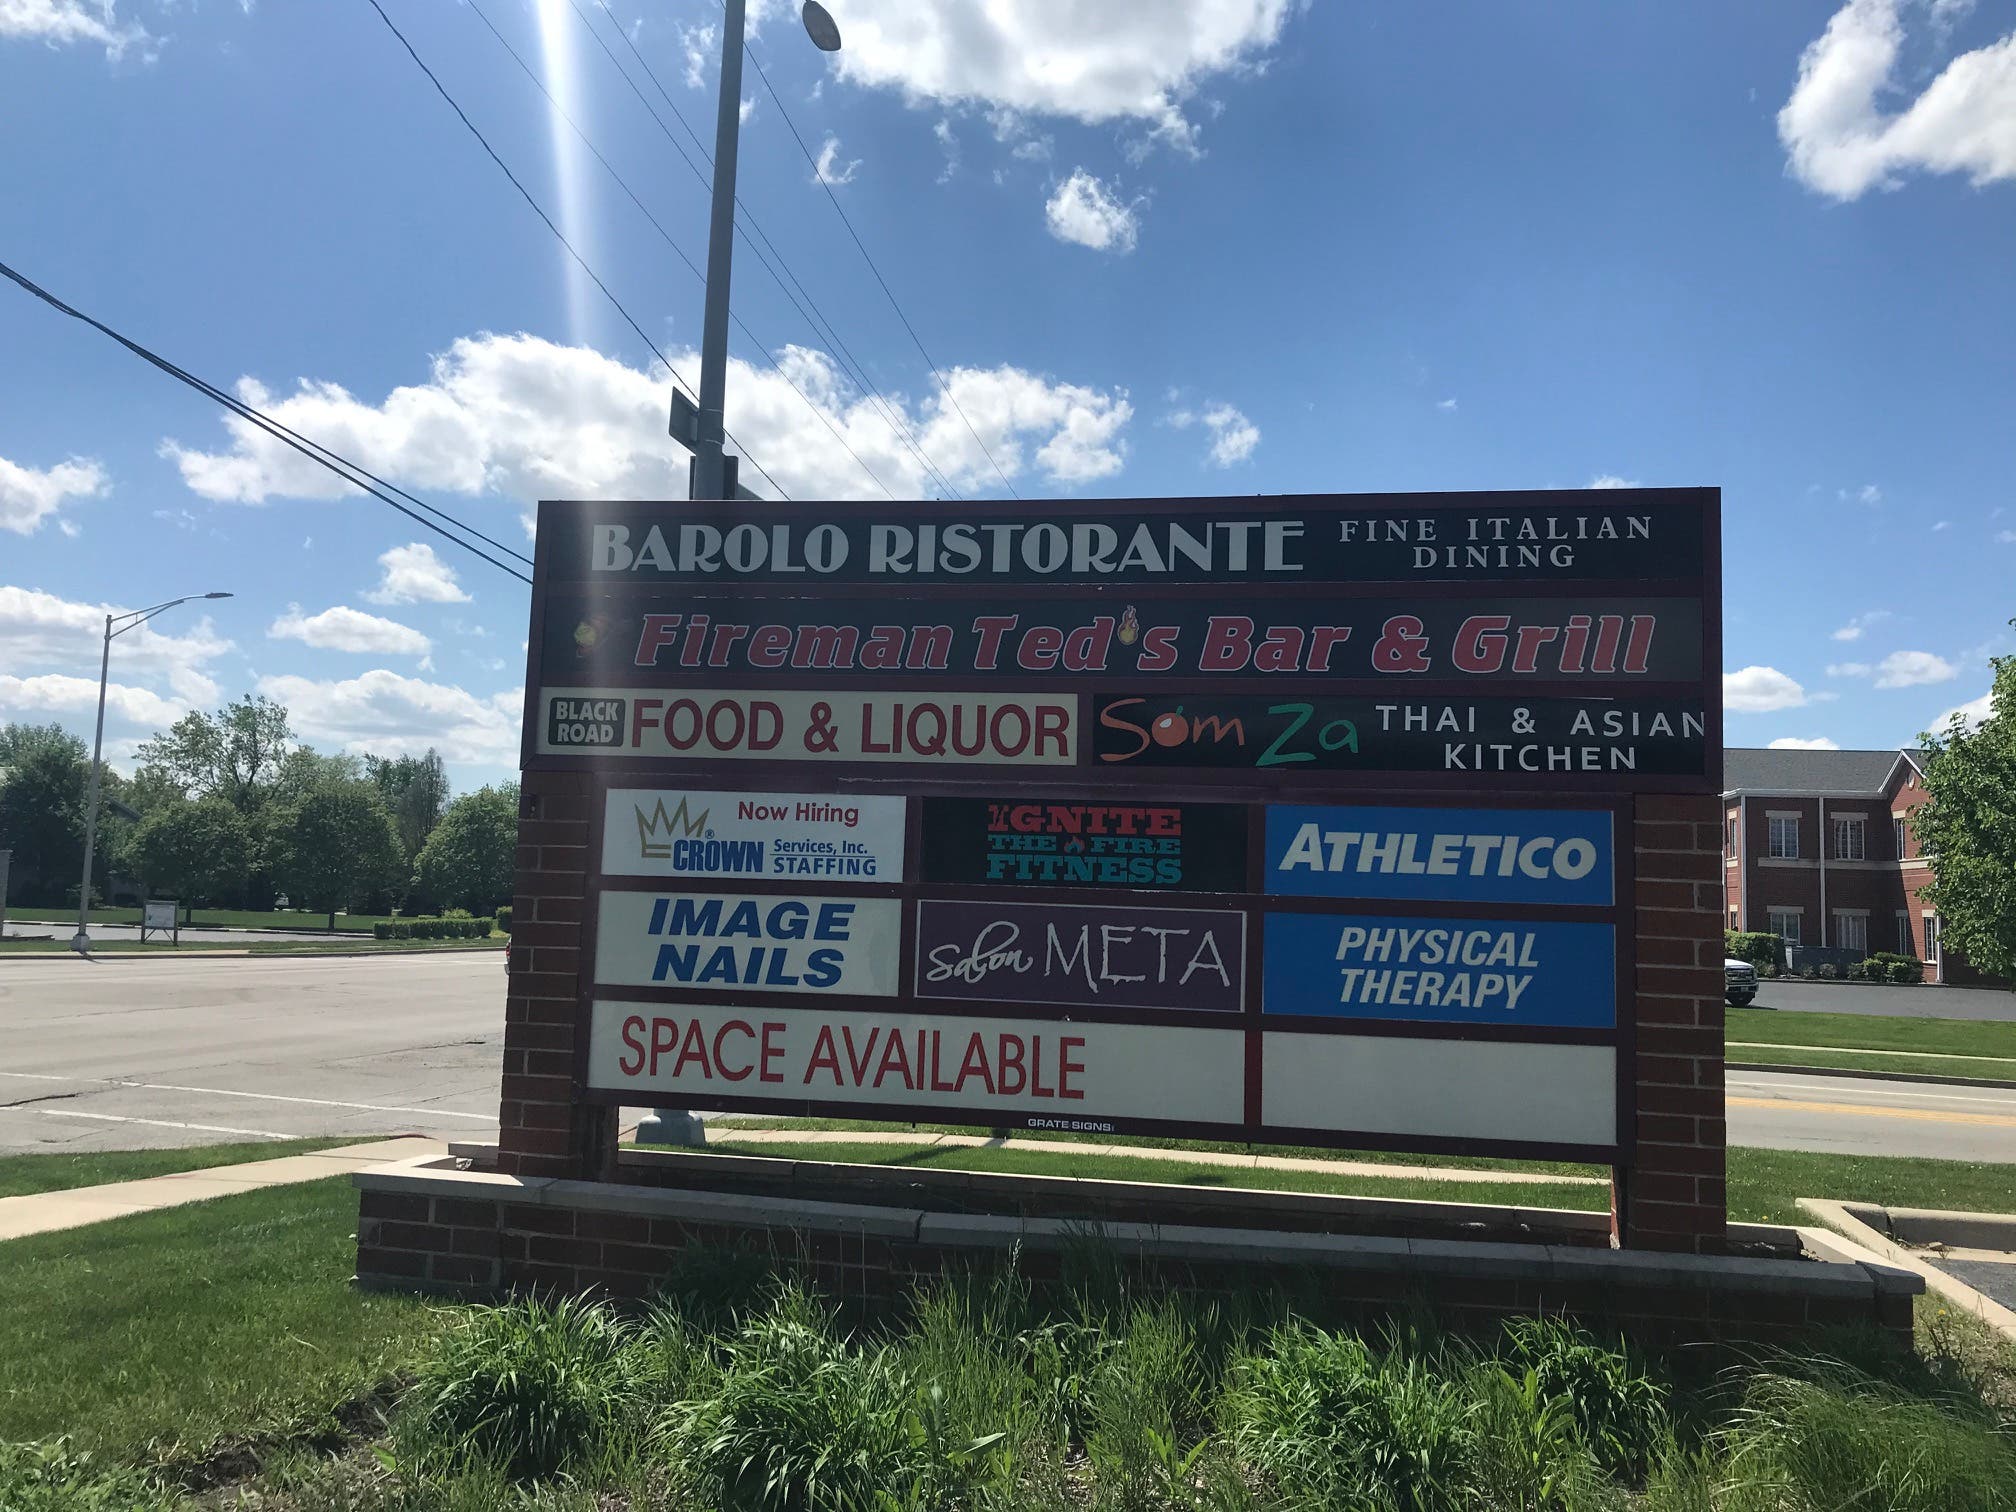 BAROLO RISTORANTE FINE ITALIAN
DINING
Fireman Ted's Bar & Grill
BLACK
ROAD
FOOD & LIQUOR
Som Za THAI & ASIAN
KITCHEN
Now Hiring
CROWN® Services, Inc.
STAFFING
IGNITE
THE FIRE
FITNESS
ATHLETICO
IMAGE
NAILS
salon META
PHYSICAL
THERAPY
SPACE AVAILABLE
GRATE SIGNS